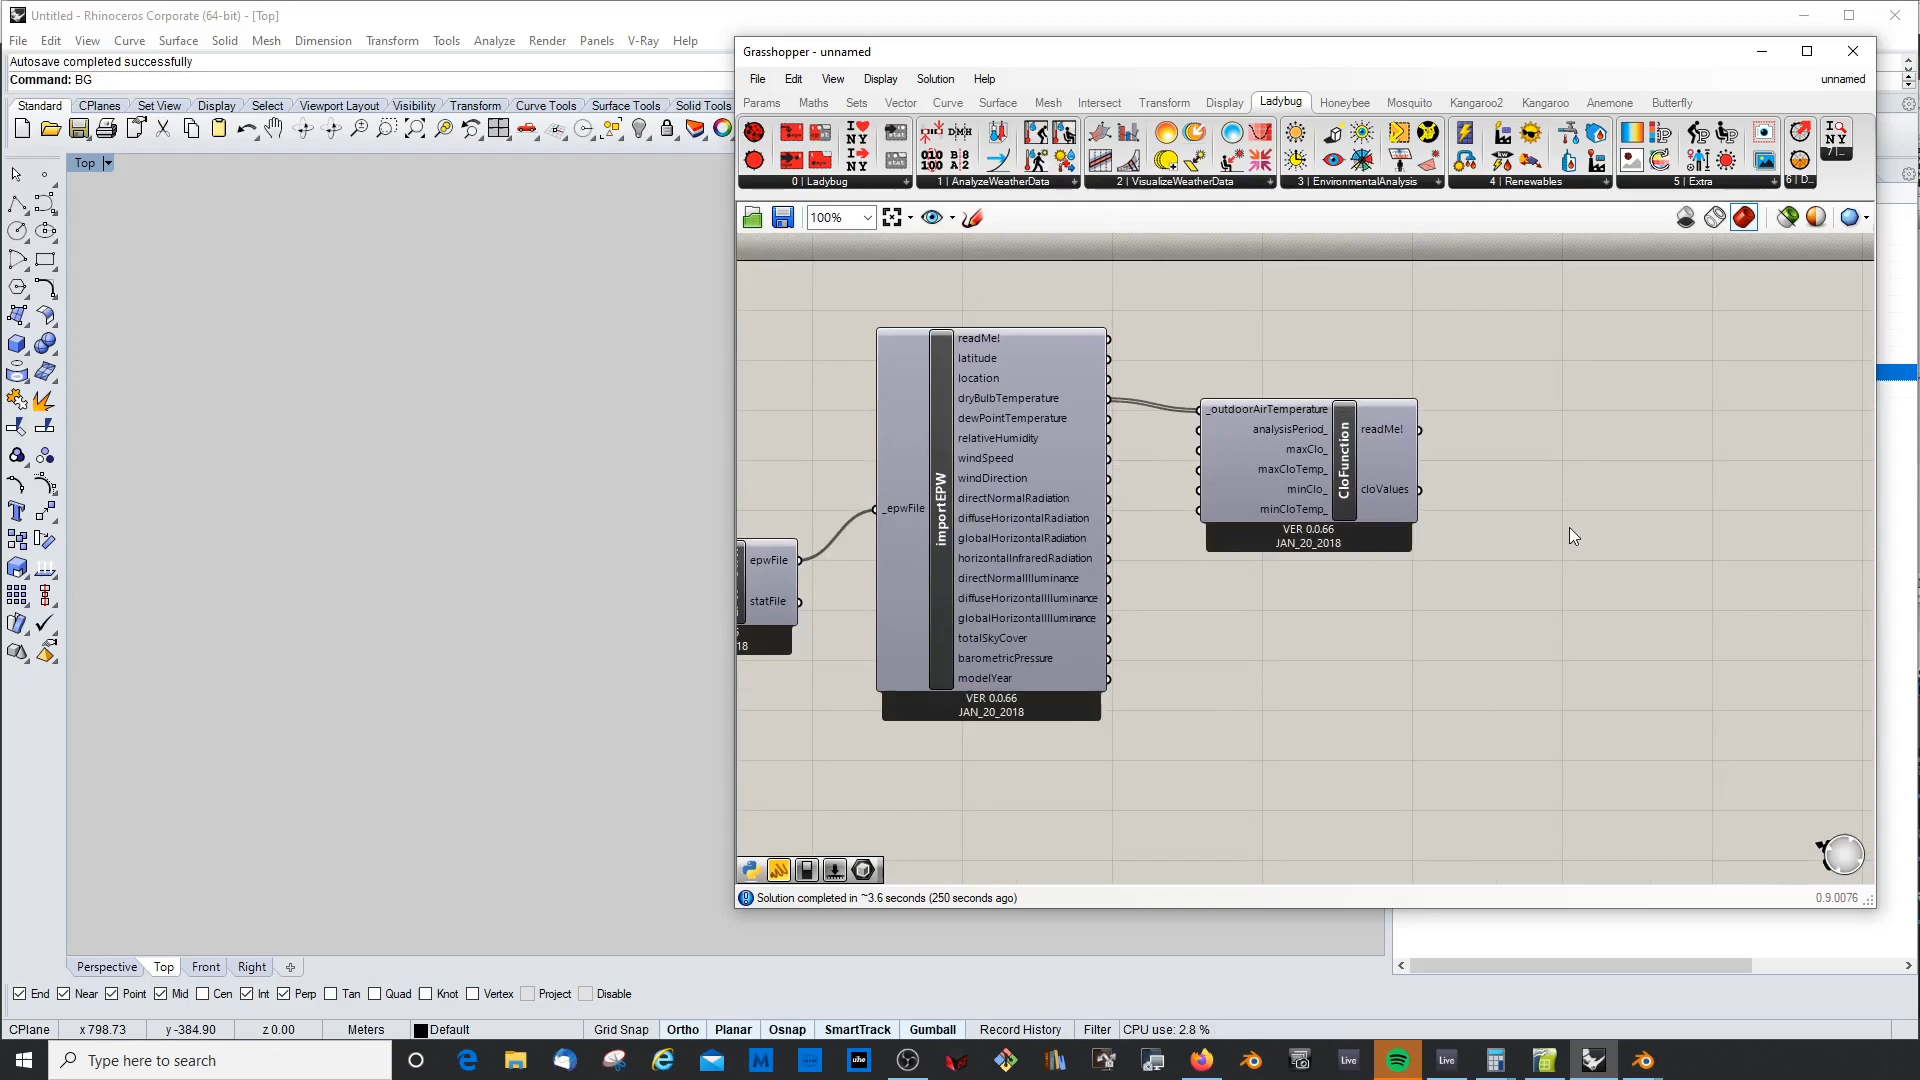 Untitled - Rhinoceros Corporate (64-bit) - [Top]
File Edit View Curve Surface Solid Mesh Dimension Transform Tools Analyze Render Panels V-Ray Help
Autosave completed successfully
Command: BG
Standard CPlanes Set View Display Select Viewport Layout Visibility Transform Curve Tools Surface Tools Solid Tools
Top
Grasshopper - unnamed
File Edit View Display Solution Help
unnamed
Params Maths Sets Vector Curve Surface Mesh Intersect Transform Display Ladybug Honeybee Mosquito Kangaroo2 Kangaroo Anemone Butterfly
0 | Ladybug 1 | AnalyzeWeatherData 2 | VisualizeWeatherData 3 | EnvironmentalAnalysis 4 | Renewables 5 | Extra 6 | D... 7 |...
100%
readMe!
latitude
location
dryBulbTemperature
dewPointTemperature
relativeHumidity
windSpeed
windDirection
directNormalRadiation
diffuseHorizontalRadiation
globalHorizontalRadiation
horizontalInfraredRadiation
directNormalIlluminance
diffuseHorizontalIlluminance
globalHorizontalIlluminance
totalSkyCover
barometricPressure
modelYear
_epwFile
importEPW
VER 0.0.66
JAN_20_2018
epwFile
statFile
18
_outdoorAirTemperature
analysisPeriod_
maxClo_
maxCloTemp_
minClo_
minCloTemp_
CloFunction
readMe!
cloValues
VER 0.0.66
JAN_20_2018
Solution completed in ~3.6 seconds (250 seconds ago)
0.9.0076
Perspective Top Front Right
End Near Point Mid Cen Int Perp Tan Quad Knot Vertex Project Disable
CPlane x 798.73 y -384.90 z 0.00 Meters Default Grid Snap Ortho Planar Osnap SmartTrack Gumball Record History Filter CPU use: 2.8 %
Type here to search
uhe
Live
Live